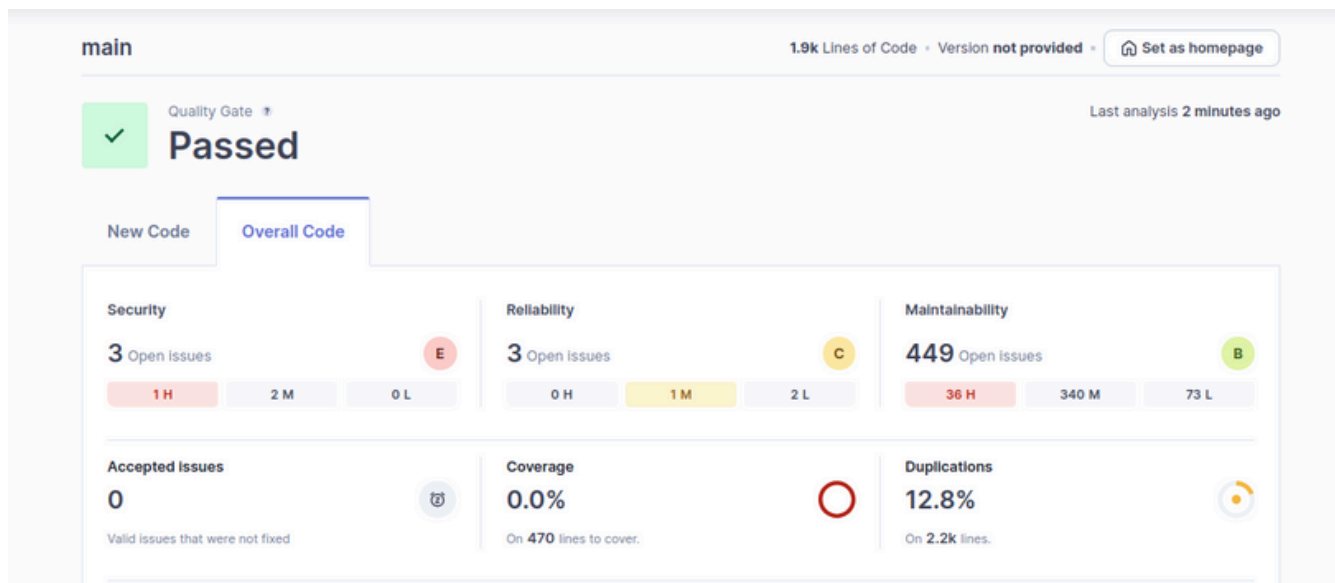 main
1.9k Lines of Code • Version not provided • Set as homepage
Quality Gate ?
Last analysis 2 minutes ago
Passed
New Code
Overall Code
Security
Reliability
Maintainability
3 Open issues E
3 Open issues C
449 Open issues B
1 H 2 M 0 L
0 H 1 M 2 L
36 H 340 M 73 L
Accepted issues
Coverage
Duplications
0
0.0%
12.8%
Valid issues that were not fixed
On 470 lines to cover.
On 2.2k lines.